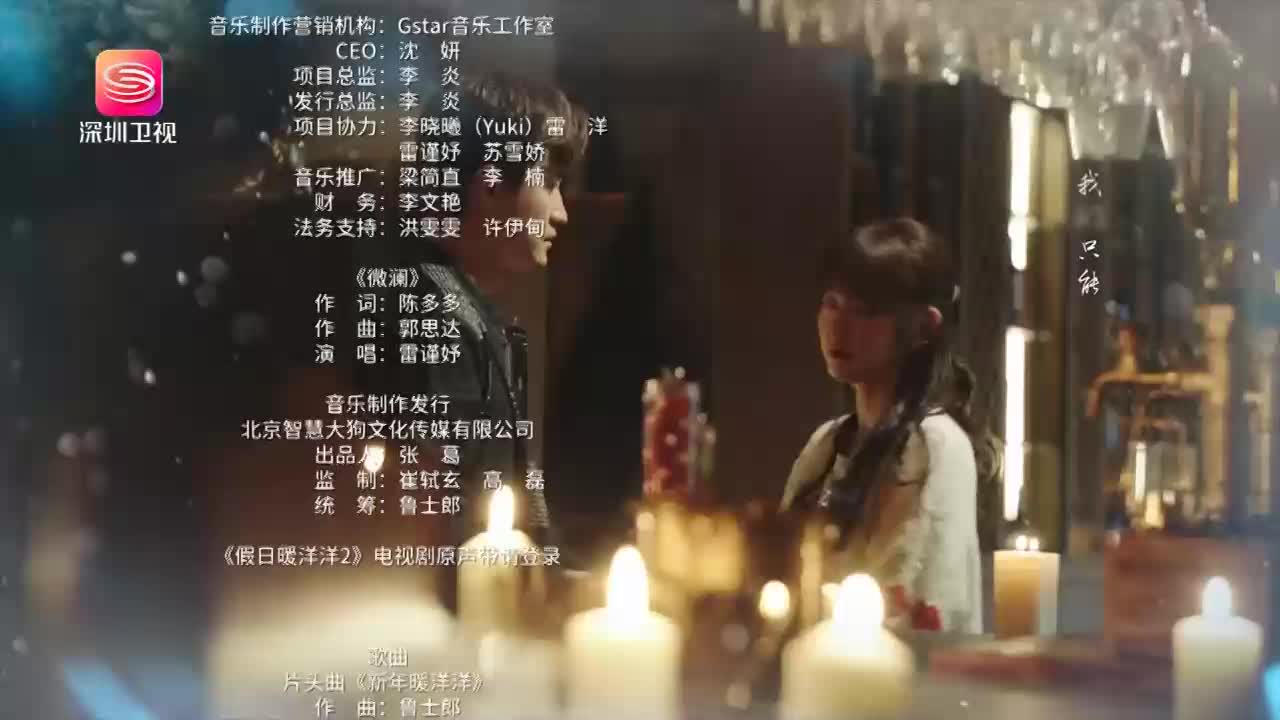 音乐制作营销机构：Gstar音乐工作室
CEO：沈 妍
项目总监：李 炎
发行总监：李 炎
项目协力：李晓曦（Yuki）雷 洋
雷谨妤 苏雪娇
音乐推广：梁简直 李 楠
财 务：李文艳
法务支持：洪雯雯 许伊甸
《微澜》
作 词：陈多多
作 曲：郭思达
演 唱：雷谨妤
音乐制作发行
北京智慧大狗文化传媒有限公司
出品人：张 葛
监 制：崔轼玄 高 磊
统 筹：鲁士郎
《假日暖洋洋2》电视剧原声带请登录
歌曲
片头曲《新年暖洋洋》
作 曲：鲁士郎
深圳卫视
我 只能